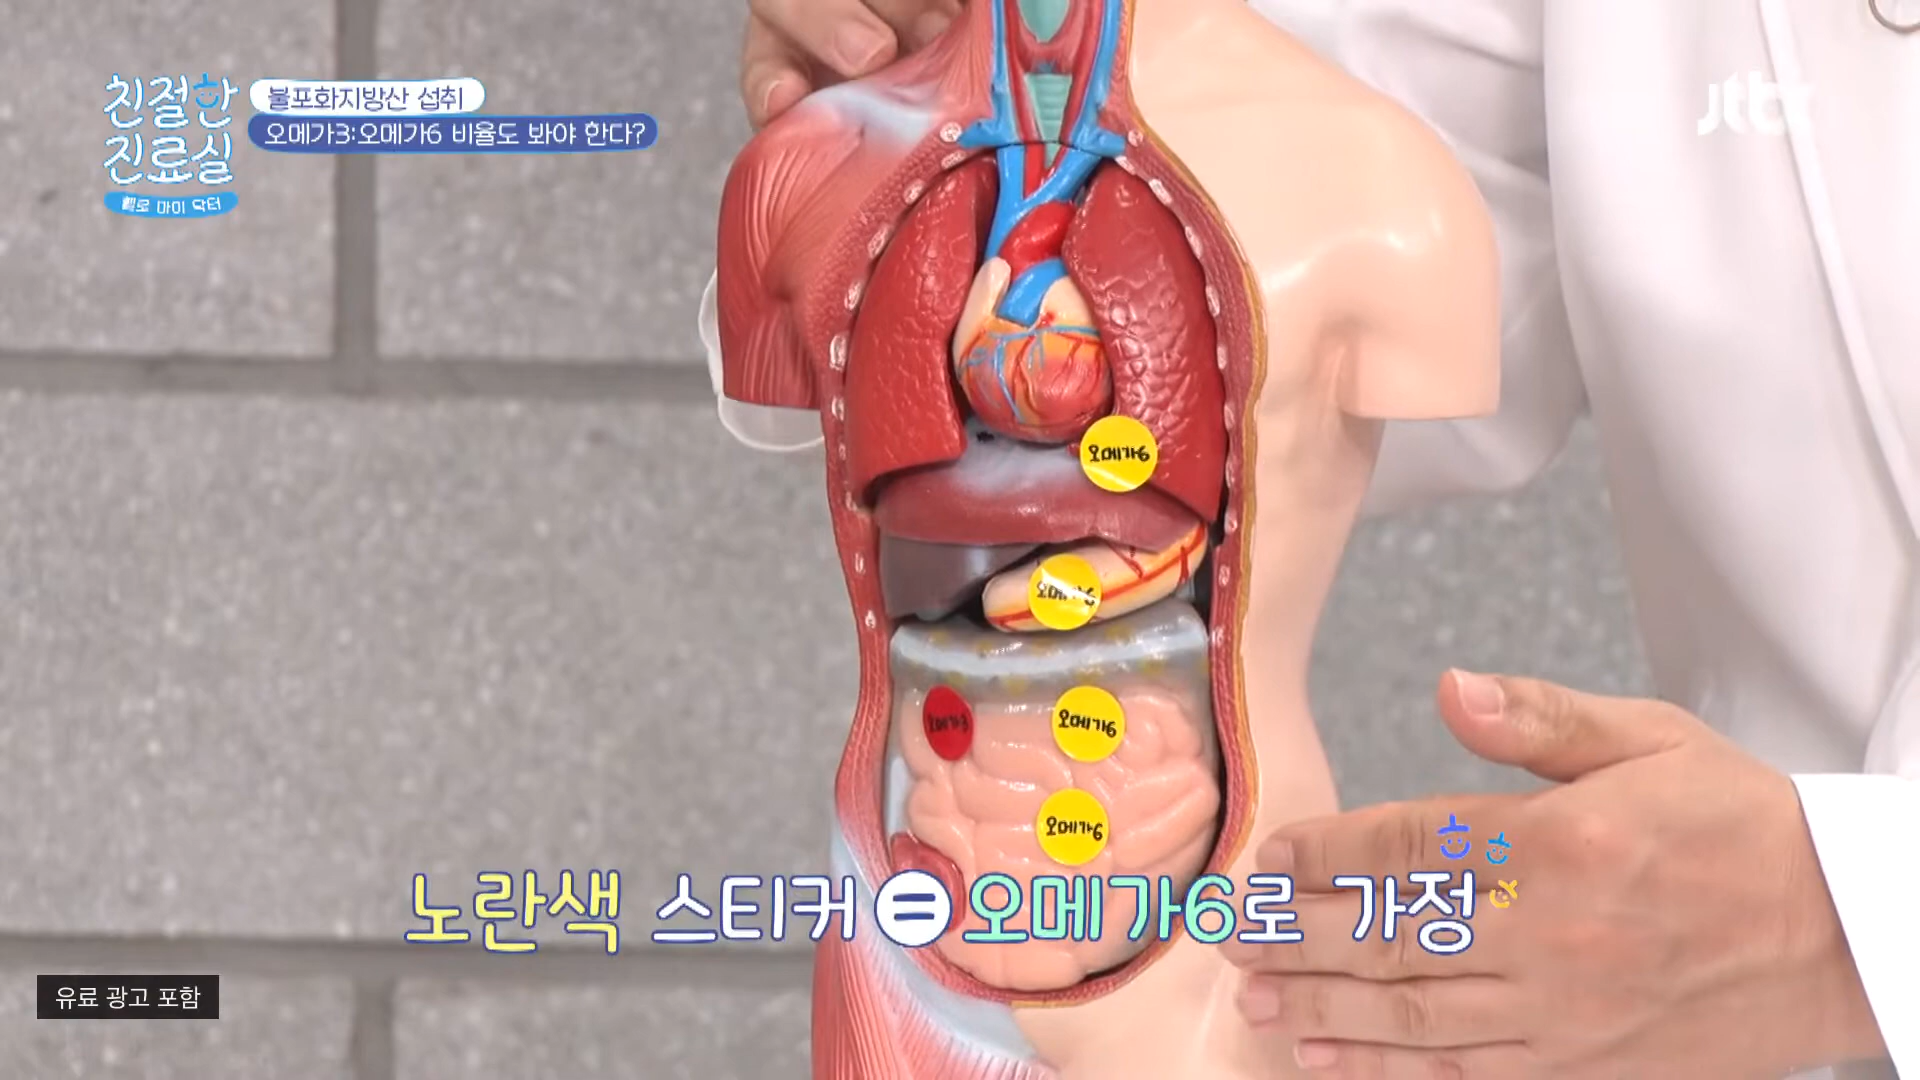 친절한
진료실
헬로 마이 닥터
불포화지방산 섭취
오메가3:오메가6 비율도 봐야 한다?
jtbc
오메가6
오메가6
오메가6
오메가6
노란색 스티커 = 오메가6로 가정
유료 광고 포함